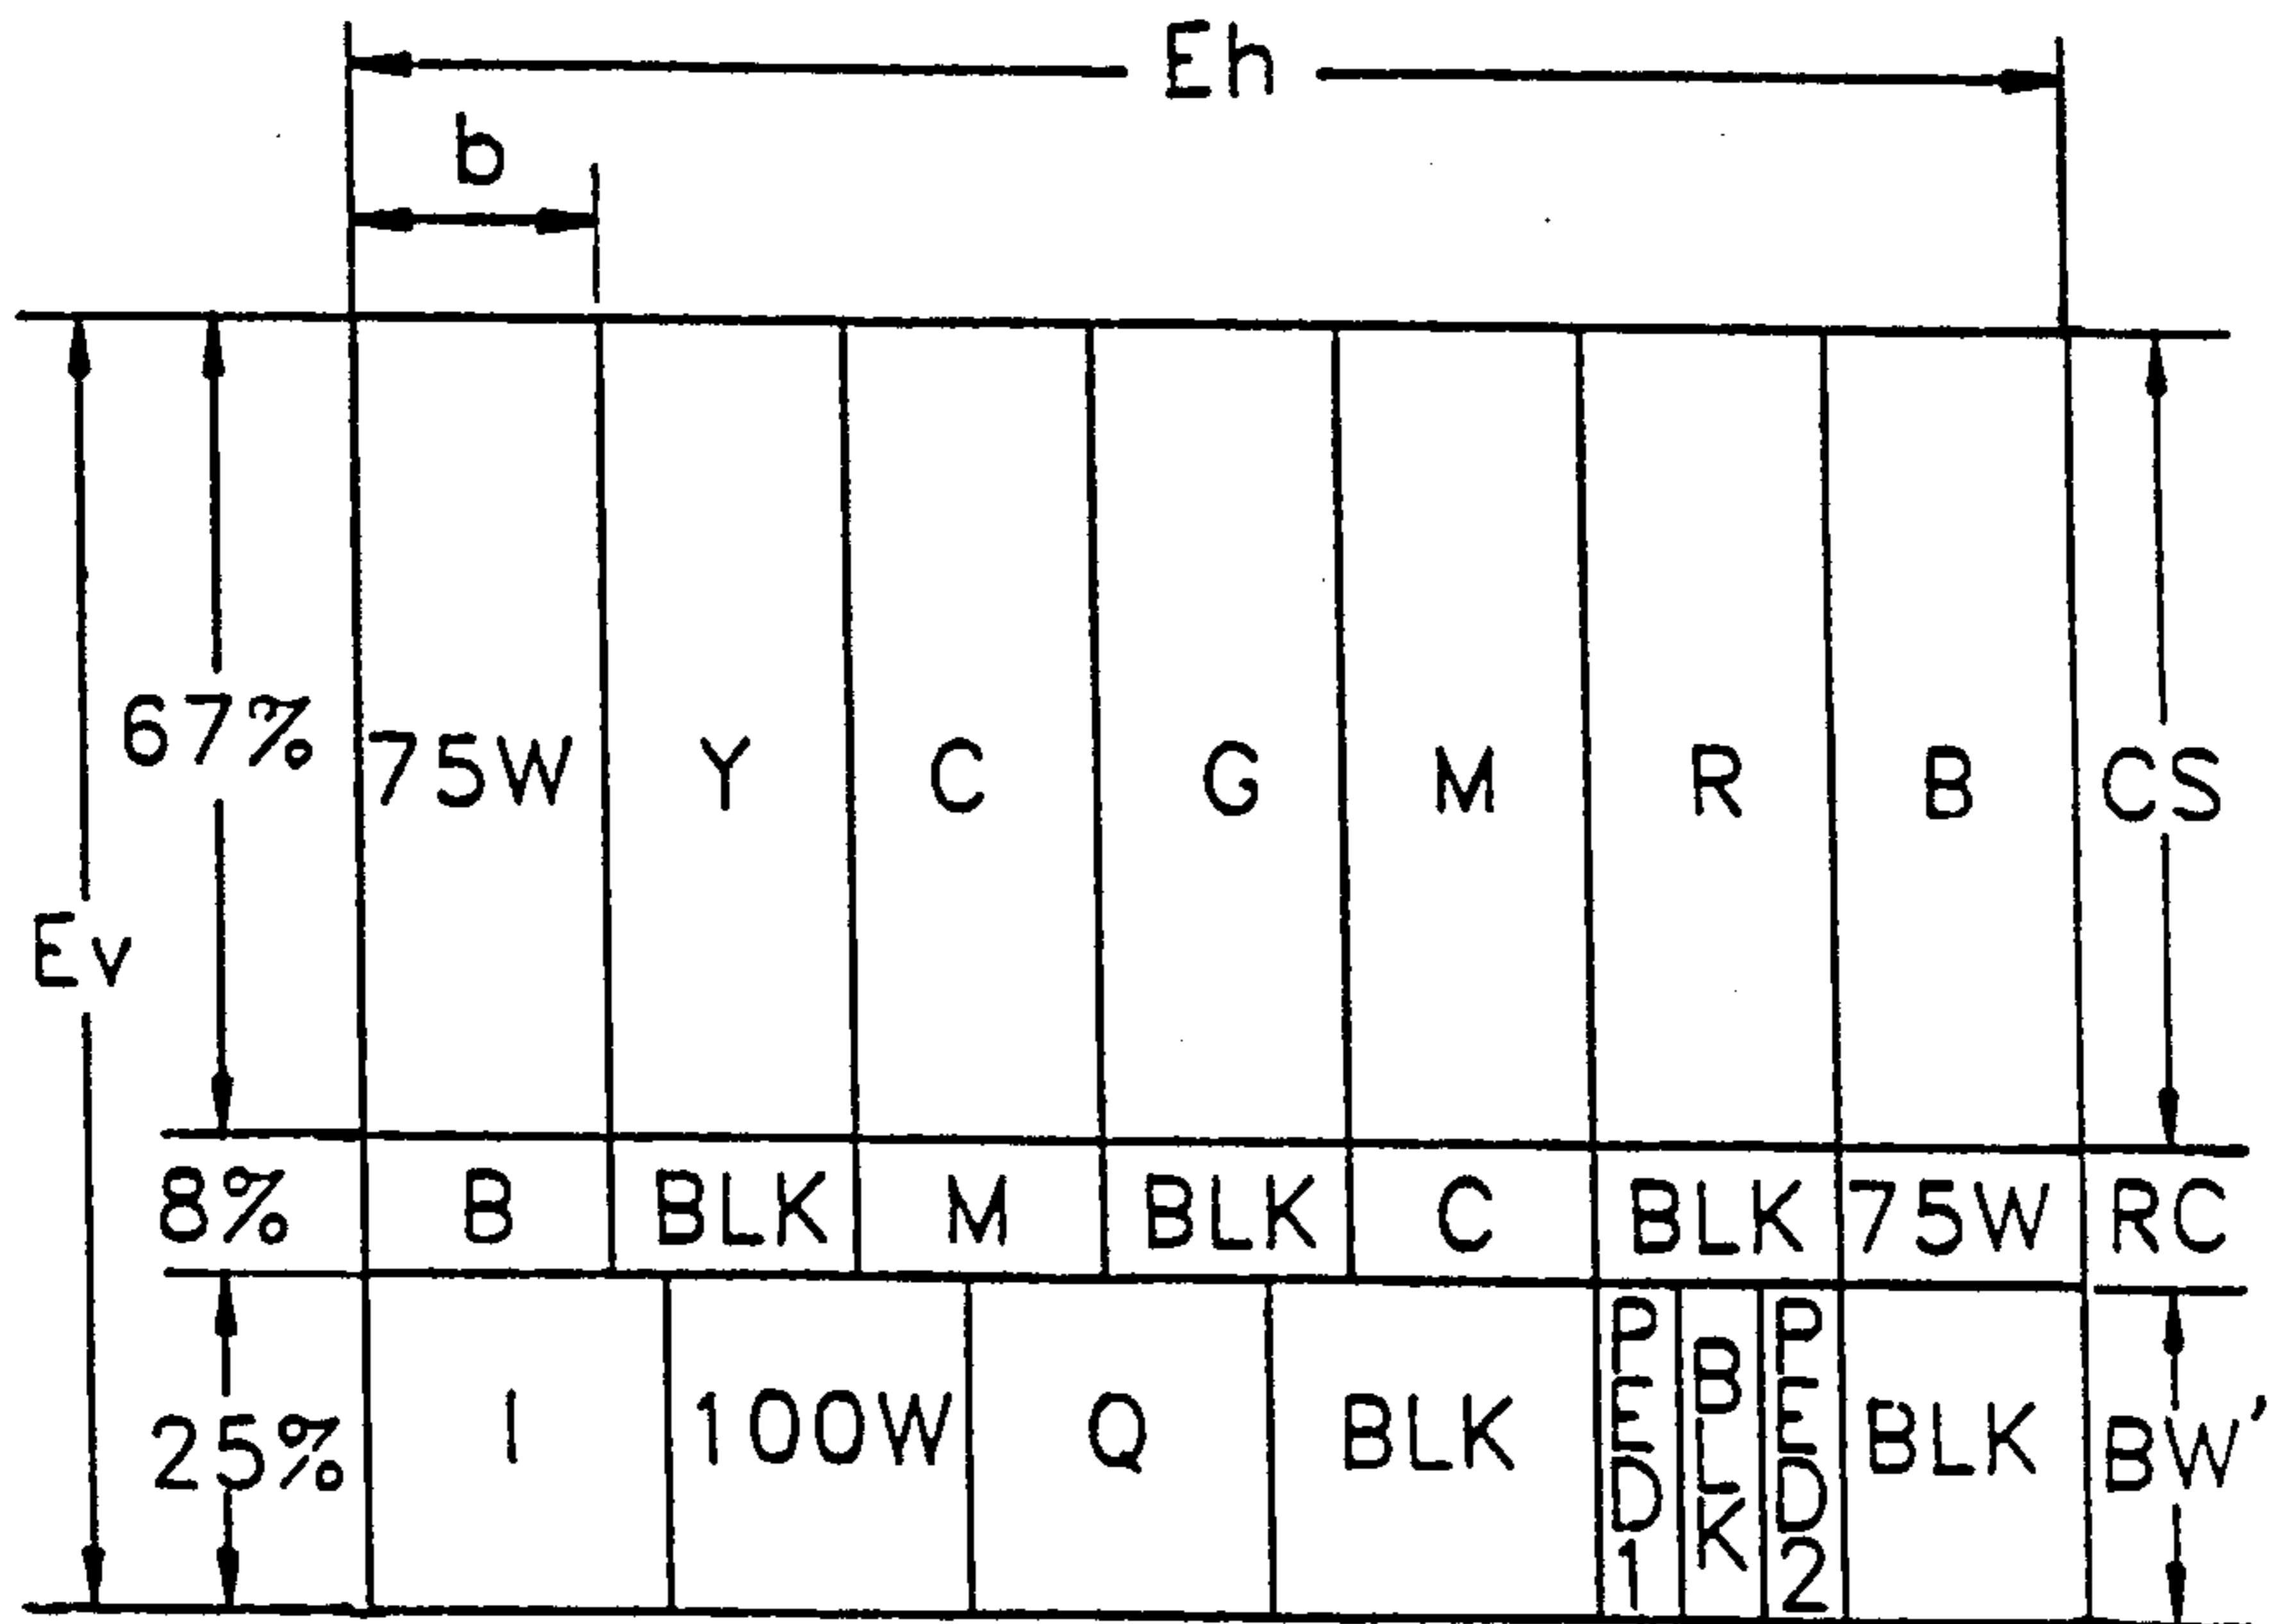 Eh
b
67% 75W Y C G M R B CS
Ev
8% B BLK M BLK C BLK 75W RC
25% I 100W Q BLK PED1 BLK PED2 BLK BW'